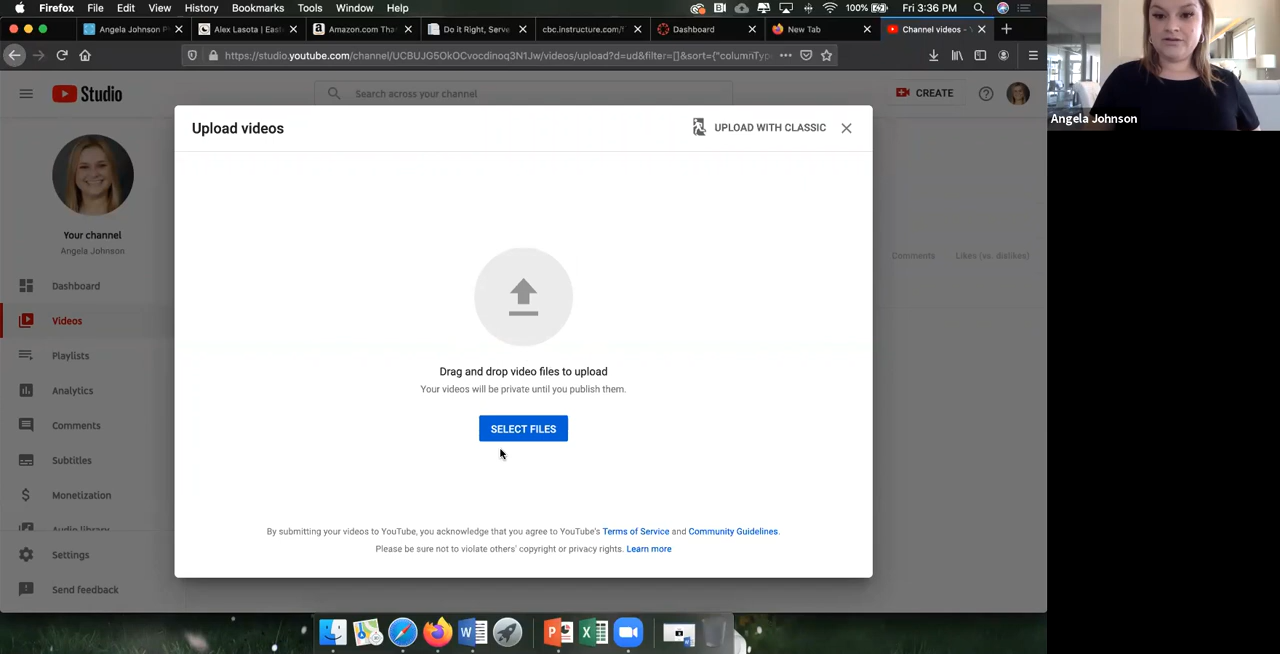 Firefox File Edit View History Bookmarks Tools Window Help 100% Fri 3:36 PM
Angela Johnson P Alex Lasota | East Amazon.com Tha Do it Right, Serve cbc.instructure.com/ Dashboard New Tab Channel videos -
https://studio.youtube.com/channel/UCBUJG5OkOCvocdinoq3N1Jw/videos/upload?d=ud&filter=[]&sort={"columnTyp
Studio
Search across your channel
CREATE
Angela Johnson
Upload videos
UPLOAD WITH CLASSIC
Your channel
Angela Johnson
Comments Likes (vs. dislikes)
Dashboard
Videos
Playlists
Analytics
Comments
Subtitles
Monetization
Audio library
Settings
Send feedback
Drag and drop video files to upload
Your videos will be private until you publish them.
SELECT FILES
By submitting your videos to YouTube, you acknowledge that you agree to YouTube's Terms of Service and Community Guidelines.
Please be sure not to violate others' copyright or privacy rights. Learn more